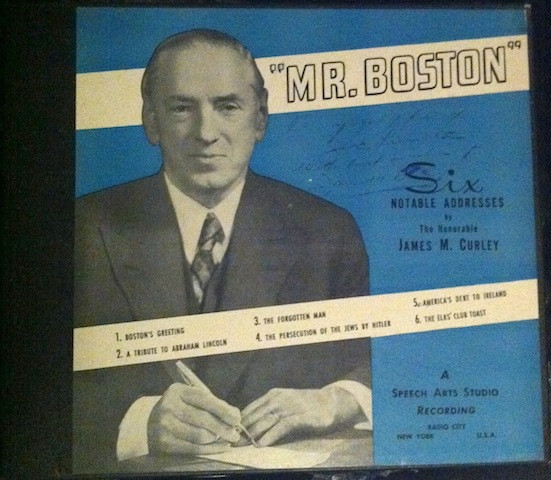 "MR. BOSTON"
Six
NOTABLE ADDRESSES
by
The Honorable
JAMES M. CURLEY
1. BOSTON'S GREETING
2. A TRIBUTE TO ABRAHAM LINCOLN
3. THE FORGOTTEN MAN
4. THE PERSECUTION OF THE JEWS BY HITLER
5. AMERICA'S DEBT TO IRELAND
6. THE ELKS' CLUB TOAST
A
SPEECH ARTS STUDIO
RECORDING
RADIO CITY
NEW YORK U.S.A.